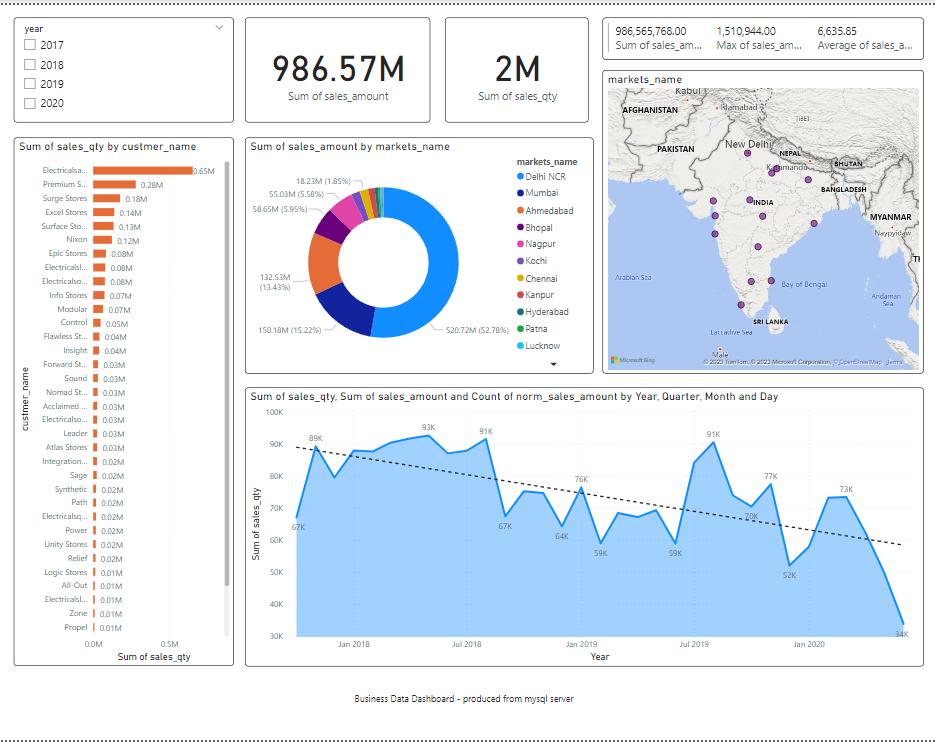 year
2017
2018
2019
2020
986.57M
Sum of sales_amount
2M
Sum of sales_qty
986,565,768.00 1,510,944.00 6,635.85
Sum of sales_am... Max of sales_am... Average of sales_a...
markets_name
Kabul
AFGHANISTAN
Islamabad
TIBET
PAKISTAN
New Delhi
NEPAL
Kathmandu
BHUTAN
BANGLADESH
INDIA
MYANMAR
Naypyidaw
Arabian Sea
Bay of Bengal
Andaman
Sea
SRI LANKA
Laccadive Sea
Male
Microsoft Bing
© 2023 TomTom, © 2023 Microsoft Corporation, © OpenStreetMap Terms
Sum of sales_qty by custmer_name
custmer_name
Electricalsa... 0.65M
Premium S... 0.28M
Surge Stores 0.18M
Excel Stores 0.14M
Surface Sto... 0.13M
Nixon 0.12M
Epic Stores 0.08M
Electricalsl... 0.08M
Electricalso... 0.08M
Info Stores 0.07M
Modular 0.07M
Control 0.05M
Flawless St... 0.04M
Insight 0.04M
Forward St... 0.03M
Sound 0.03M
Nomad St... 0.03M
Acclaimed ... 0.03M
Electricalso... 0.03M
Leader 0.03M
Atlas Stores 0.03M
Integration... 0.02M
Sage 0.02M
Synthetic 0.02M
Path 0.02M
Electricalsq... 0.02M
Power 0.02M
Unity Stores 0.02M
Relief 0.02M
Logic Stores 0.01M
All-Out 0.01M
Electricalsl... 0.01M
Zone 0.01M
Propel 0.01M
0.0M 0.5M
Sum of sales_qty
Sum of sales_amount by markets_name
18.23M (1.85%)
55.03M (5.58%)
58.65M (5.95%)
132.53M
(13.43%)
150.18M (15.22%)
520.72M (52.78%)
markets_name
Delhi NCR
Mumbai
Ahmedabad
Bhopal
Nagpur
Kochi
Chennai
Kanpur
Hyderabad
Patna
Lucknow
Sum of sales_qty, Sum of sales_amount and Count of norm_sales_amount by Year, Quarter, Month and Day
Sum of sales_qty
100K
90K
80K
70K
60K
50K
40K
30K
67K
89K
93K
91K
67K
64K
76K
59K
59K
91K
70K
77K
52K
73K
34K
Jan 2018 Jul 2018 Jan 2019 Jul 2019 Jan 2020
Year
Business Data Dashboard - produced from mysql server